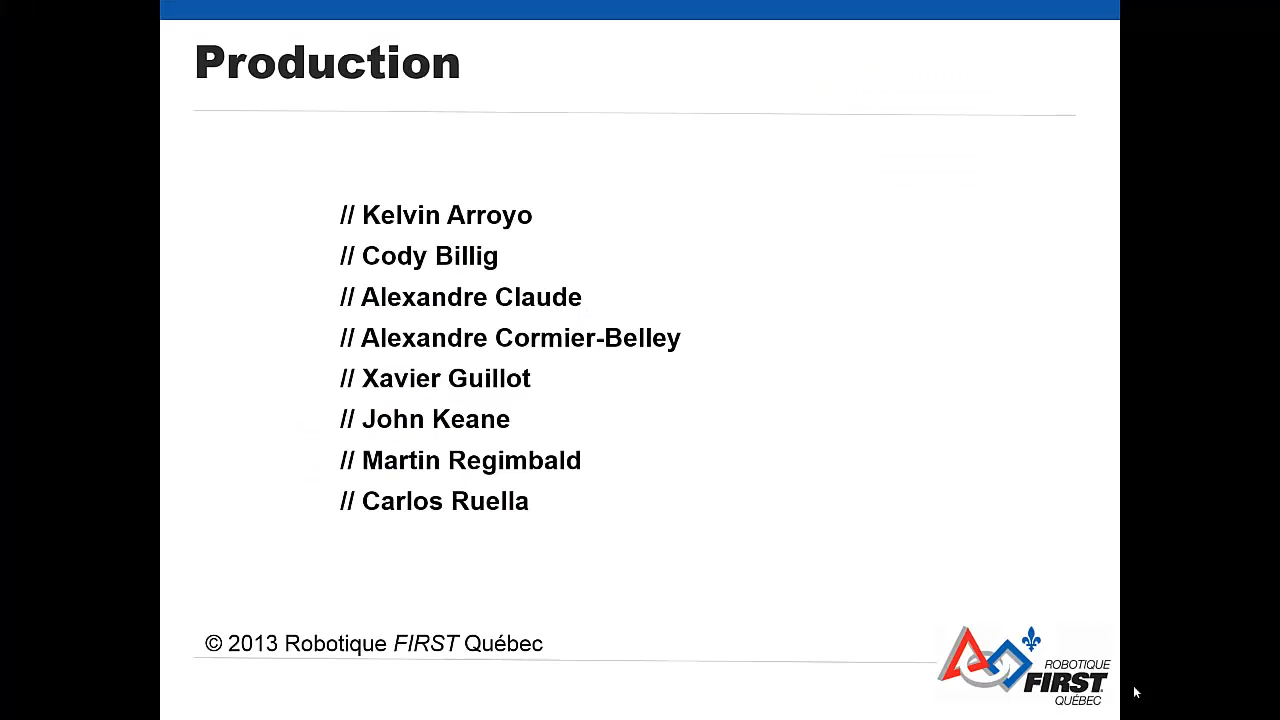 Production
// Kelvin Arroyo
// Cody Billig
// Alexandre Claude
// Alexandre Cormier-Belley
// Xavier Guillot
// John Keane
// Martin Regimbald
// Carlos Ruella
© 2013 Robotique FIRST Québec
ROBOTIQUE
FIRST
QUÉBEC